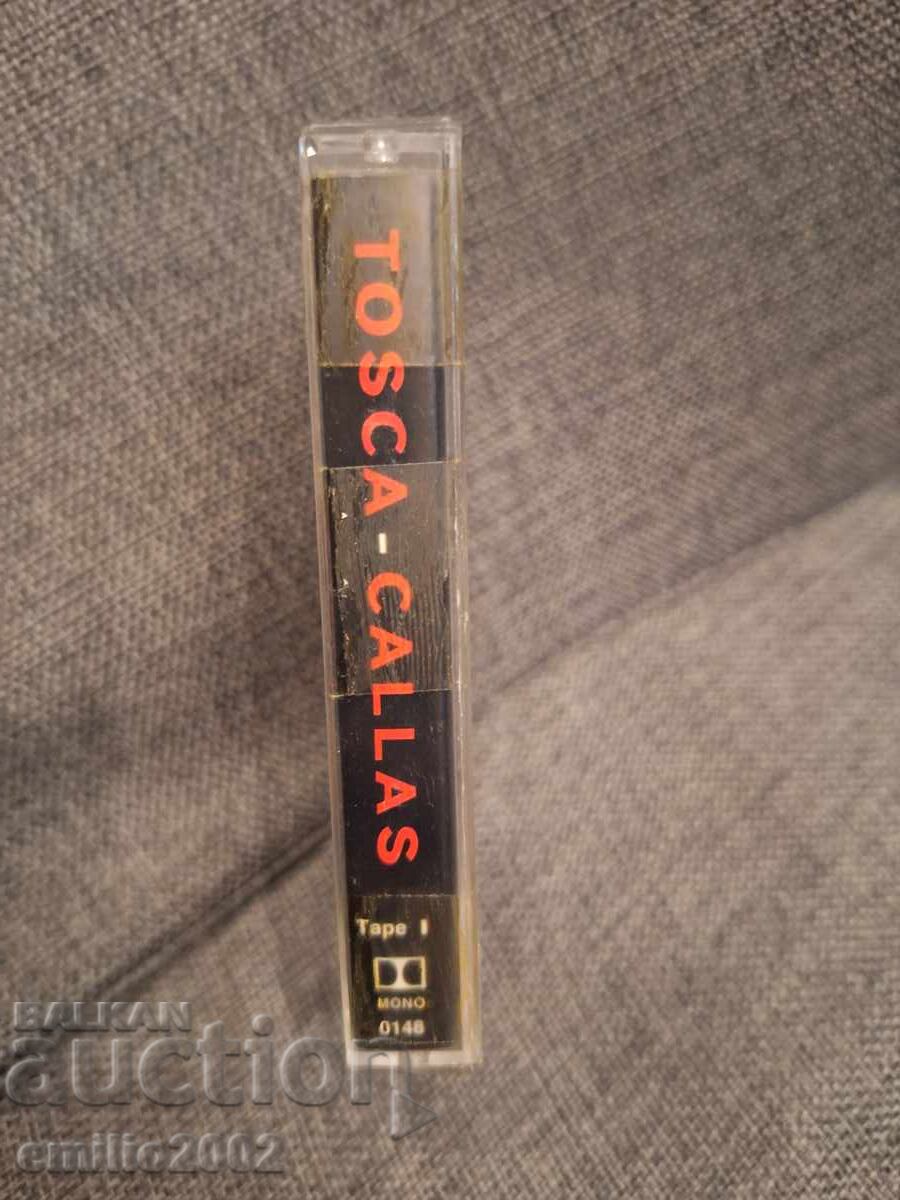 TOSCA - CALLAS
Tape I
MONO
0148
BALKAN
auction
emilio2002